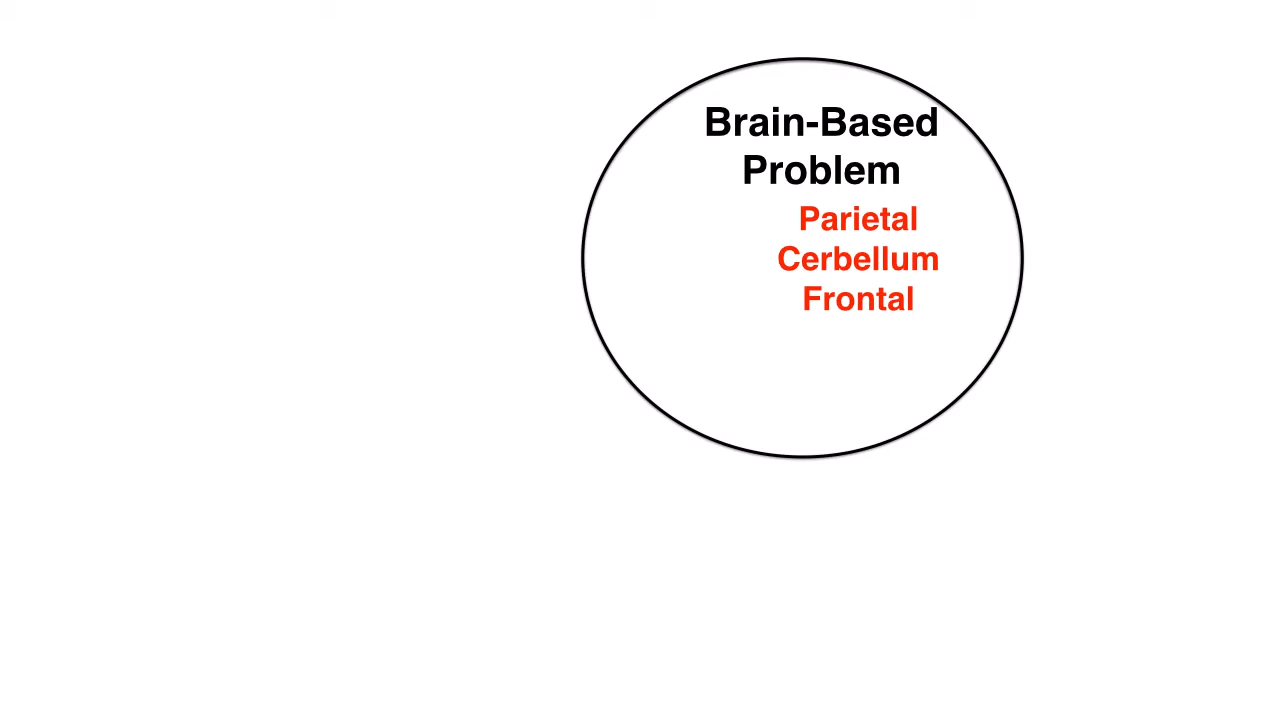 Brain-Based
Problem
Parietal
Cerbellum
Frontal